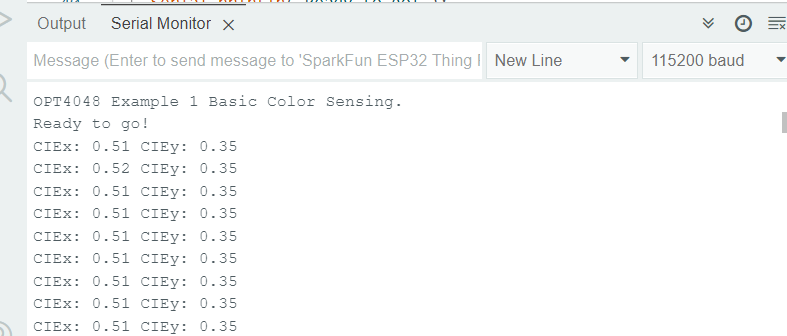 Output Serial Monitor
Message (Enter to send message to 'SparkFun ESP32 Thing New Line 115200 baud
OPT4048 Example 1 Basic Color Sensing.
Ready to go!
CIEx: 0.51 CIEy: 0.35
CIEx: 0.52 CIEy: 0.35
CIEx: 0.51 CIEy: 0.35
CIEx: 0.51 CIEy: 0.35
CIEx: 0.51 CIEy: 0.35
CIEx: 0.51 CIEy: 0.35
CIEx: 0.51 CIEy: 0.35
CIEx: 0.51 CIEy: 0.35
CIEx: 0.51 CIEy: 0.35